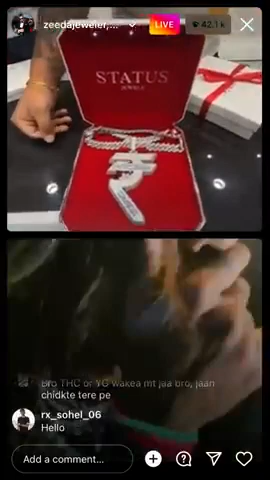 zeedajeweler,...
LIVE
42.1 k
STATUS
JEWELS
₹
Bro THC or YG wakea mt jaa bro, jaan
chidkte tere pe
rx_sohel_06
Hello
Add a comment...